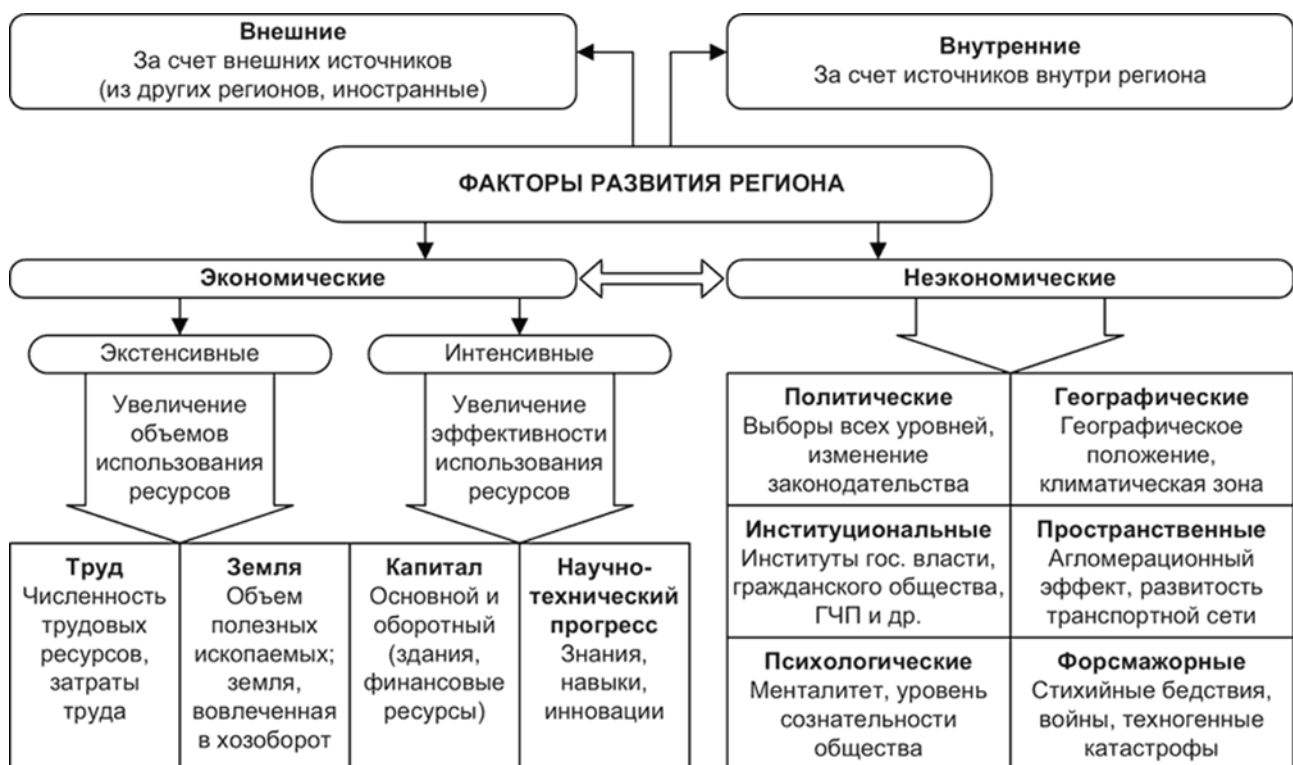 Внешние
За счет внешних источников
(из других регионов, иностранные)
Внутренние
За счет источников внутри региона
ФАКТОРЫ РАЗВИТИЯ РЕГИОНА
Экономические
Неэкономические
Экстенсивные
Интенсивные
Увеличение
объемов
использования
ресурсов
Увеличение
эффективности
использования
ресурсов
Труд
Численность
трудовых
ресурсов,
затраты
труда
Земля
Объем
полезных
ископаемых;
земля,
вовлеченная
в хозоборот
Капитал
Основной и
оборотный
(здания,
финансовые
ресурсы)
Научно-
технический
прогресс
Знания,
навыки,
инновации
Политические
Выборы всех уровней,
изменение
законодательства
Географические
Географическое
положение,
климатическая зона
Институциональные
Институты гос. власти,
гражданского общества,
ГЧП и др.
Пространственные
Агломерационный
эффект, развитость
транспортной сети
Психологические
Менталитет, уровень
сознательности
общества
Форсмажорные
Стихийные бедствия,
войны, техногенные
катастрофы